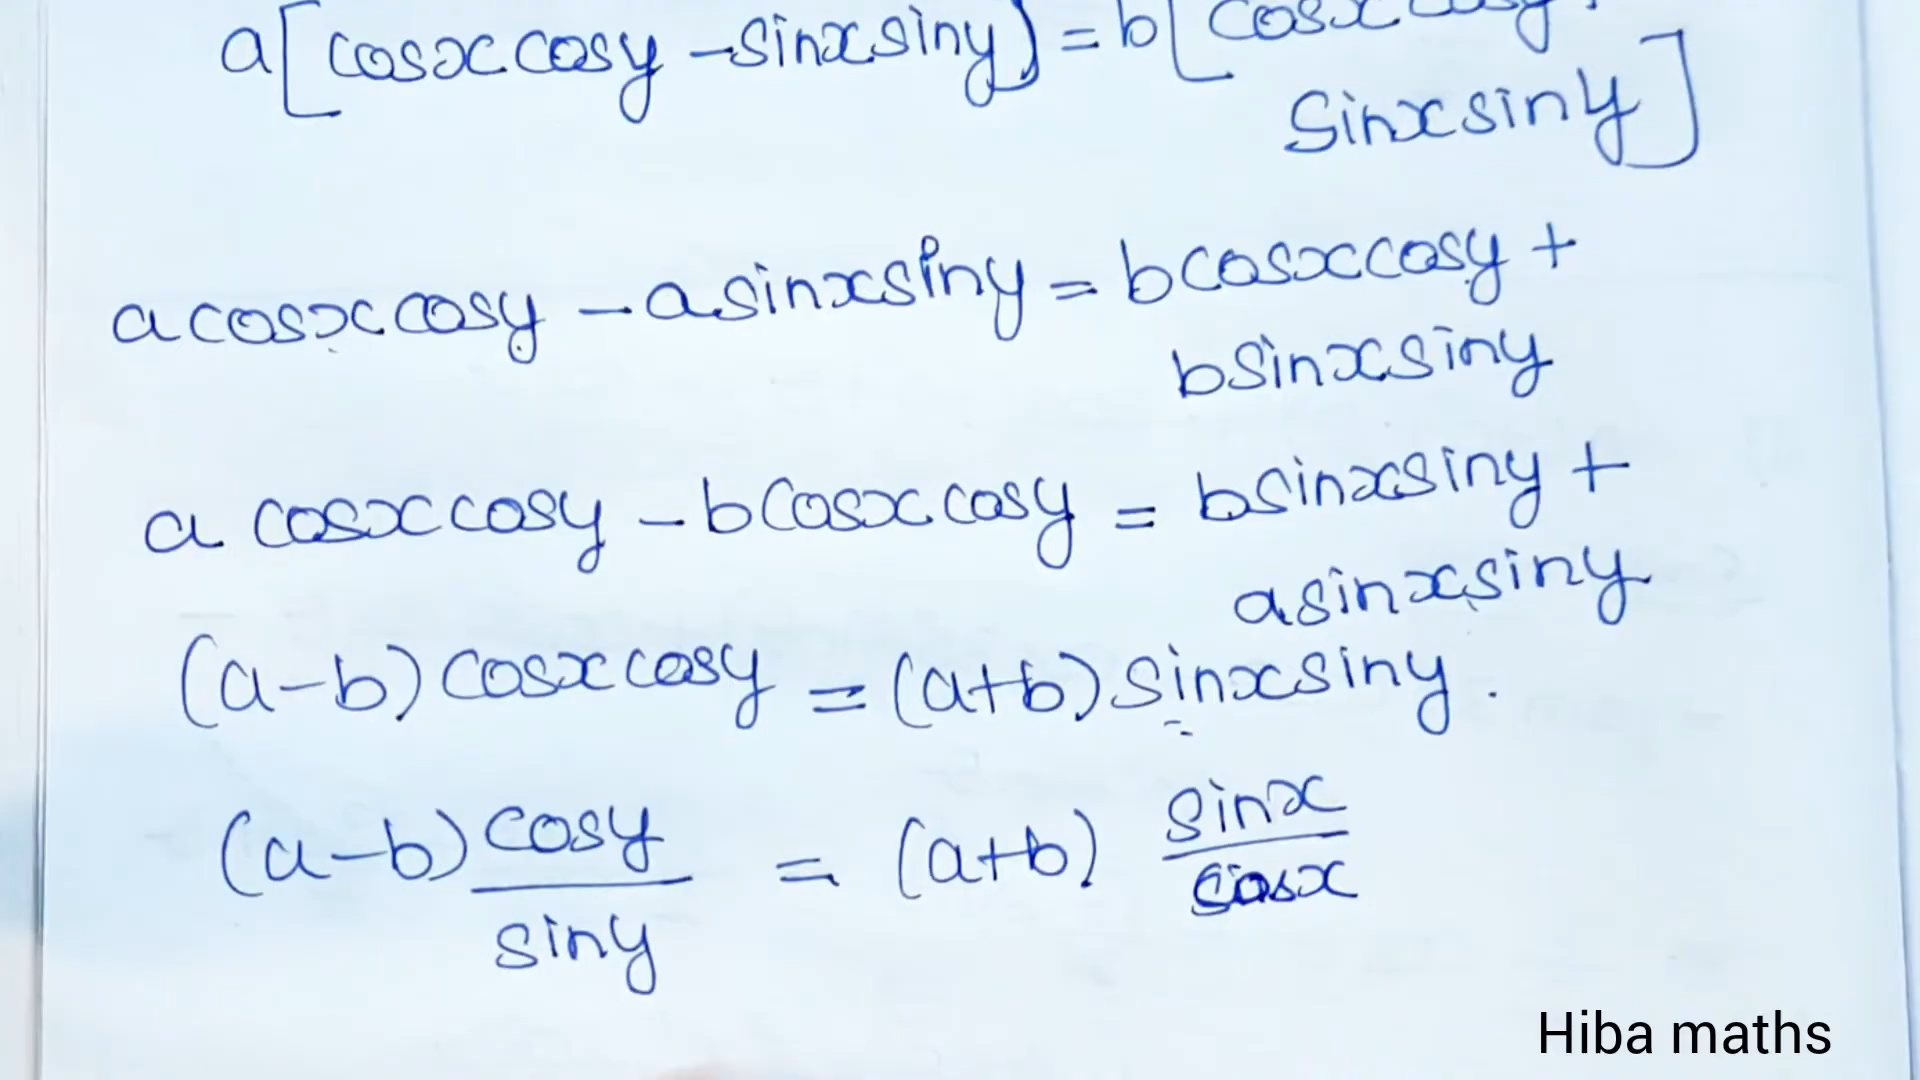 a[cosx cosy - sinx siny] = b[cosx cosy
sinx siny]
a cosx cosy - a sinx siny = b cosx cosy +
b sinx siny
a cosx cosy - b cosx cosy = b sinx siny +
a sinx siny
(a-b) cosx cosy = (a+b) sinx siny.
(a-b) cosy/siny = (a+b) sinx/cosx
Hiba maths